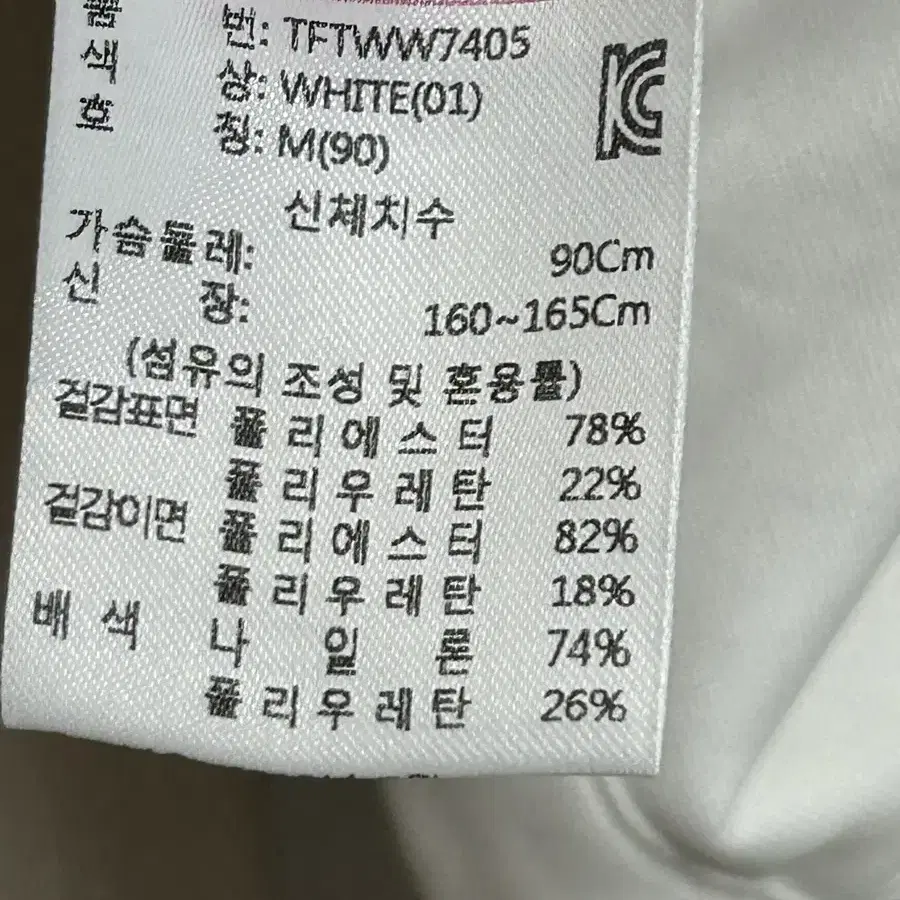 품 번: TFTWW7405
색 상: WHITE(01)
호 칭: M(90)
신체치수
가슴둘레: 90Cm
신 장: 160~165Cm
(섬유의 조성 및 혼용률)
겉감표면 폴리에스터 78%
폴리우레탄 22%
겉감이면 폴리에스터 82%
폴리우레탄 18%
배 색 나 일 론 74%
폴리우레탄 26%